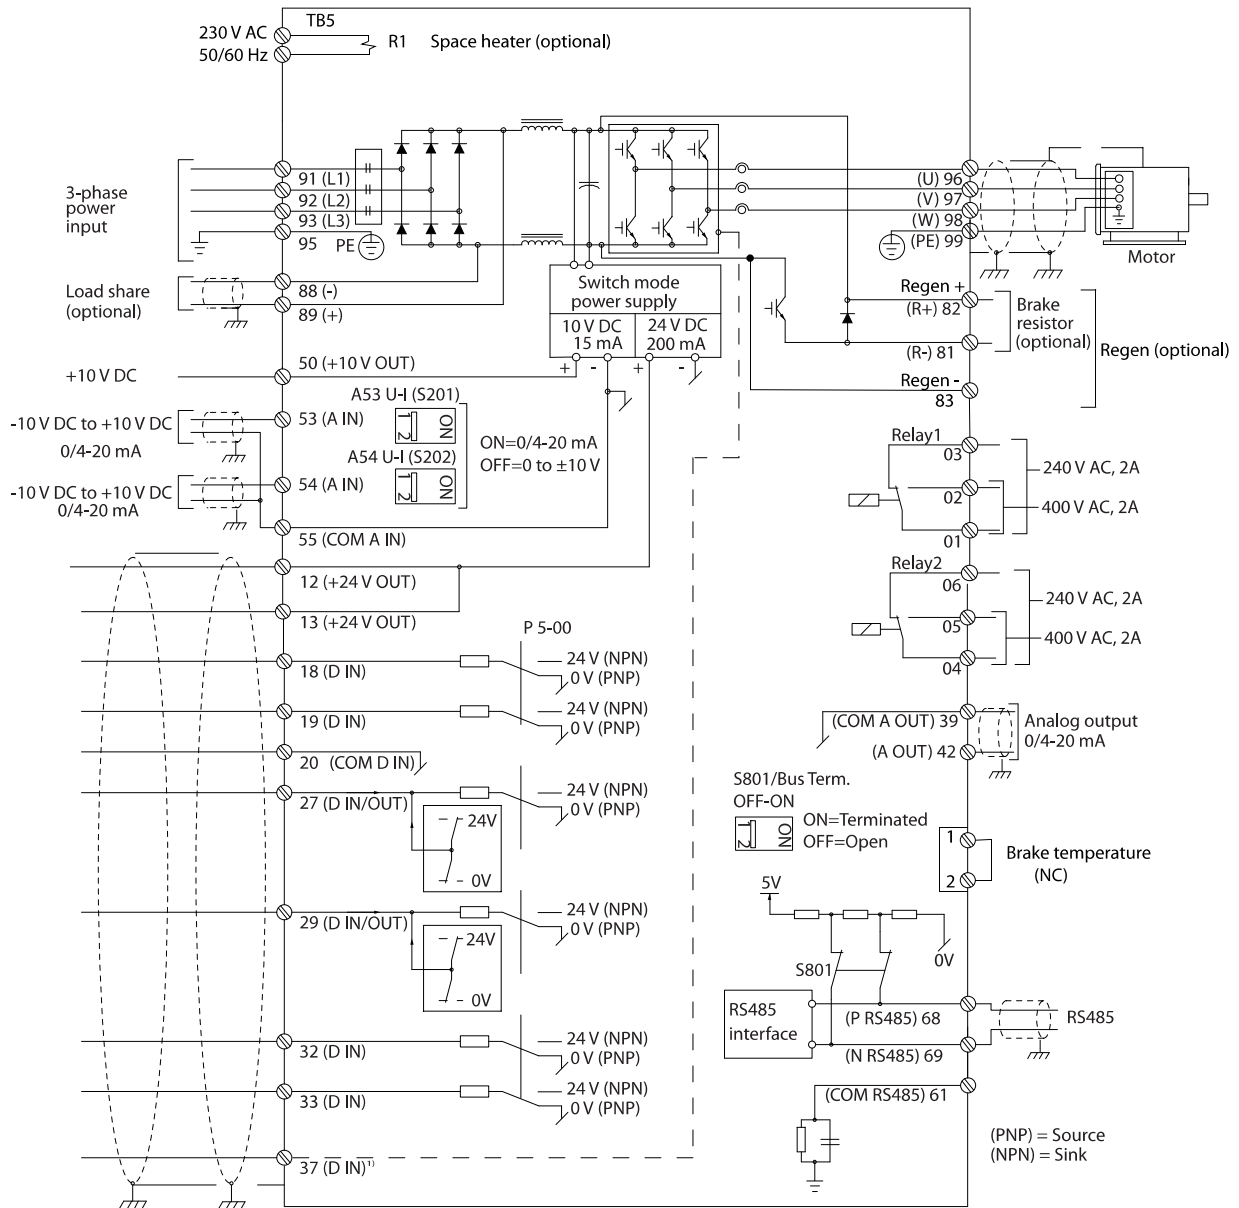 230 V AC
50/60 Hz
TB5
R1
Space heater (optional)
3-phase
power
input
91 (L1)
92 (L2)
93 (L3)
95
PE
(U) 96
(V) 97
(W) 98
(PE) 99
Motor
Load share
(optional)
88 (-)
89 (+)
Switch mode
power supply
10 V DC
15 mA
24 V DC
200 mA
+ - + -
Regen +
(R+) 82
Brake
resistor
(optional)
(R-) 81
Regen (optional)
Regen -
83
+10 V DC
50 (+10 V OUT)
-10 V DC to +10 V DC
0/4-20 mA
53 (A IN)
A53 U-I (S201)
1 2
ON
A54 U-I (S202)
1 2
ON
ON=0/4-20 mA
OFF=0 to ±10 V
-10 V DC to +10 V DC
0/4-20 mA
54 (A IN)
55 (COM A IN)
Relay1
03
02
01
240 V AC, 2A
400 V AC, 2A
Relay2
06
05
04
240 V AC, 2A
400 V AC, 2A
12 (+24 V OUT)
13 (+24 V OUT)
P 5-00
18 (D IN)
24 V (NPN)
0 V (PNP)
19 (D IN)
24 V (NPN)
0 V (PNP)
20 (COM D IN)
27 (D IN/OUT)
24 V (NPN)
0 V (PNP)
24V
0V
29 (D IN/OUT)
24 V (NPN)
0 V (PNP)
24V
0V
32 (D IN)
24 V (NPN)
0 V (PNP)
33 (D IN)
24 V (NPN)
0 V (PNP)
37 (D IN)¹⁾
(COM A OUT) 39
(A OUT) 42
Analog output
0/4-20 mA
S801/Bus Term.
OFF-ON
1 2
ON
ON=Terminated
OFF=Open
1
2
Brake temperature
(NC)
5V
S801
0V
RS485
interface
(P RS485) 68
(N RS485) 69
RS485
(COM RS485) 61
(PNP) = Source
(NPN) = Sink